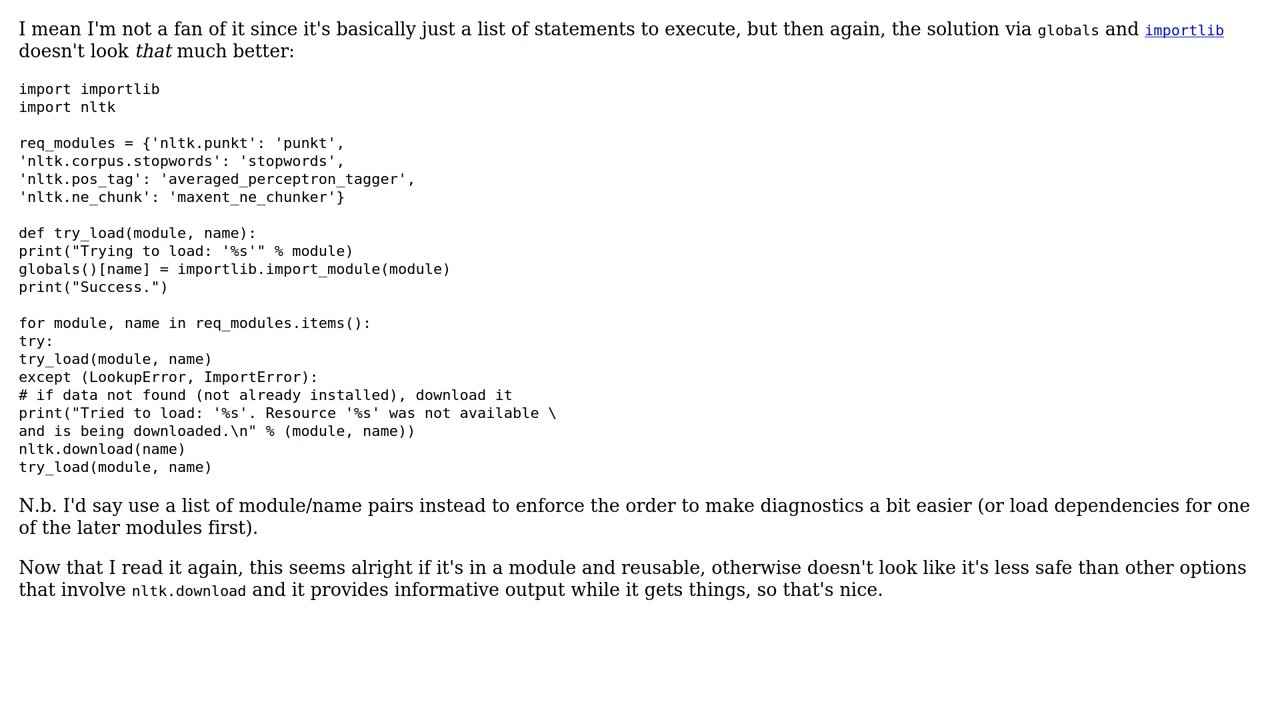 I mean I'm not a fan of it since it's basically just a list of statements to execute, but then again, the solution via globals and importlib
doesn't look that much better:
import importlib
import nltk
req_modules = {'nltk.punkt': 'punkt',
'nltk.corpus.stopwords': 'stopwords',
'nltk.pos_tag': 'averaged_perceptron_tagger',
'nltk.ne_chunk': 'maxent_ne_chunker'}
def try_load(module, name):
print("Trying to load: '%s'" % module)
globals()[name] = importlib.import_module(module)
print("Success.")
for module, name in req_modules.items():
try:
try_load(module, name)
except (LookupError, ImportError):
# if data not found (not already installed), download it
print("Tried to load: '%s'. Resource '%s' was not available \
and is being downloaded.\n" % (module, name))
nltk.download(name)
try_load(module, name)
N.b. I'd say use a list of module/name pairs instead to enforce the order to make diagnostics a bit easier (or load dependencies for one
of the later modules first).
Now that I read it again, this seems alright if it's in a module and reusable, otherwise doesn't look like it's less safe than other options
that involve nltk.download and it provides informative output while it gets things, so that's nice.